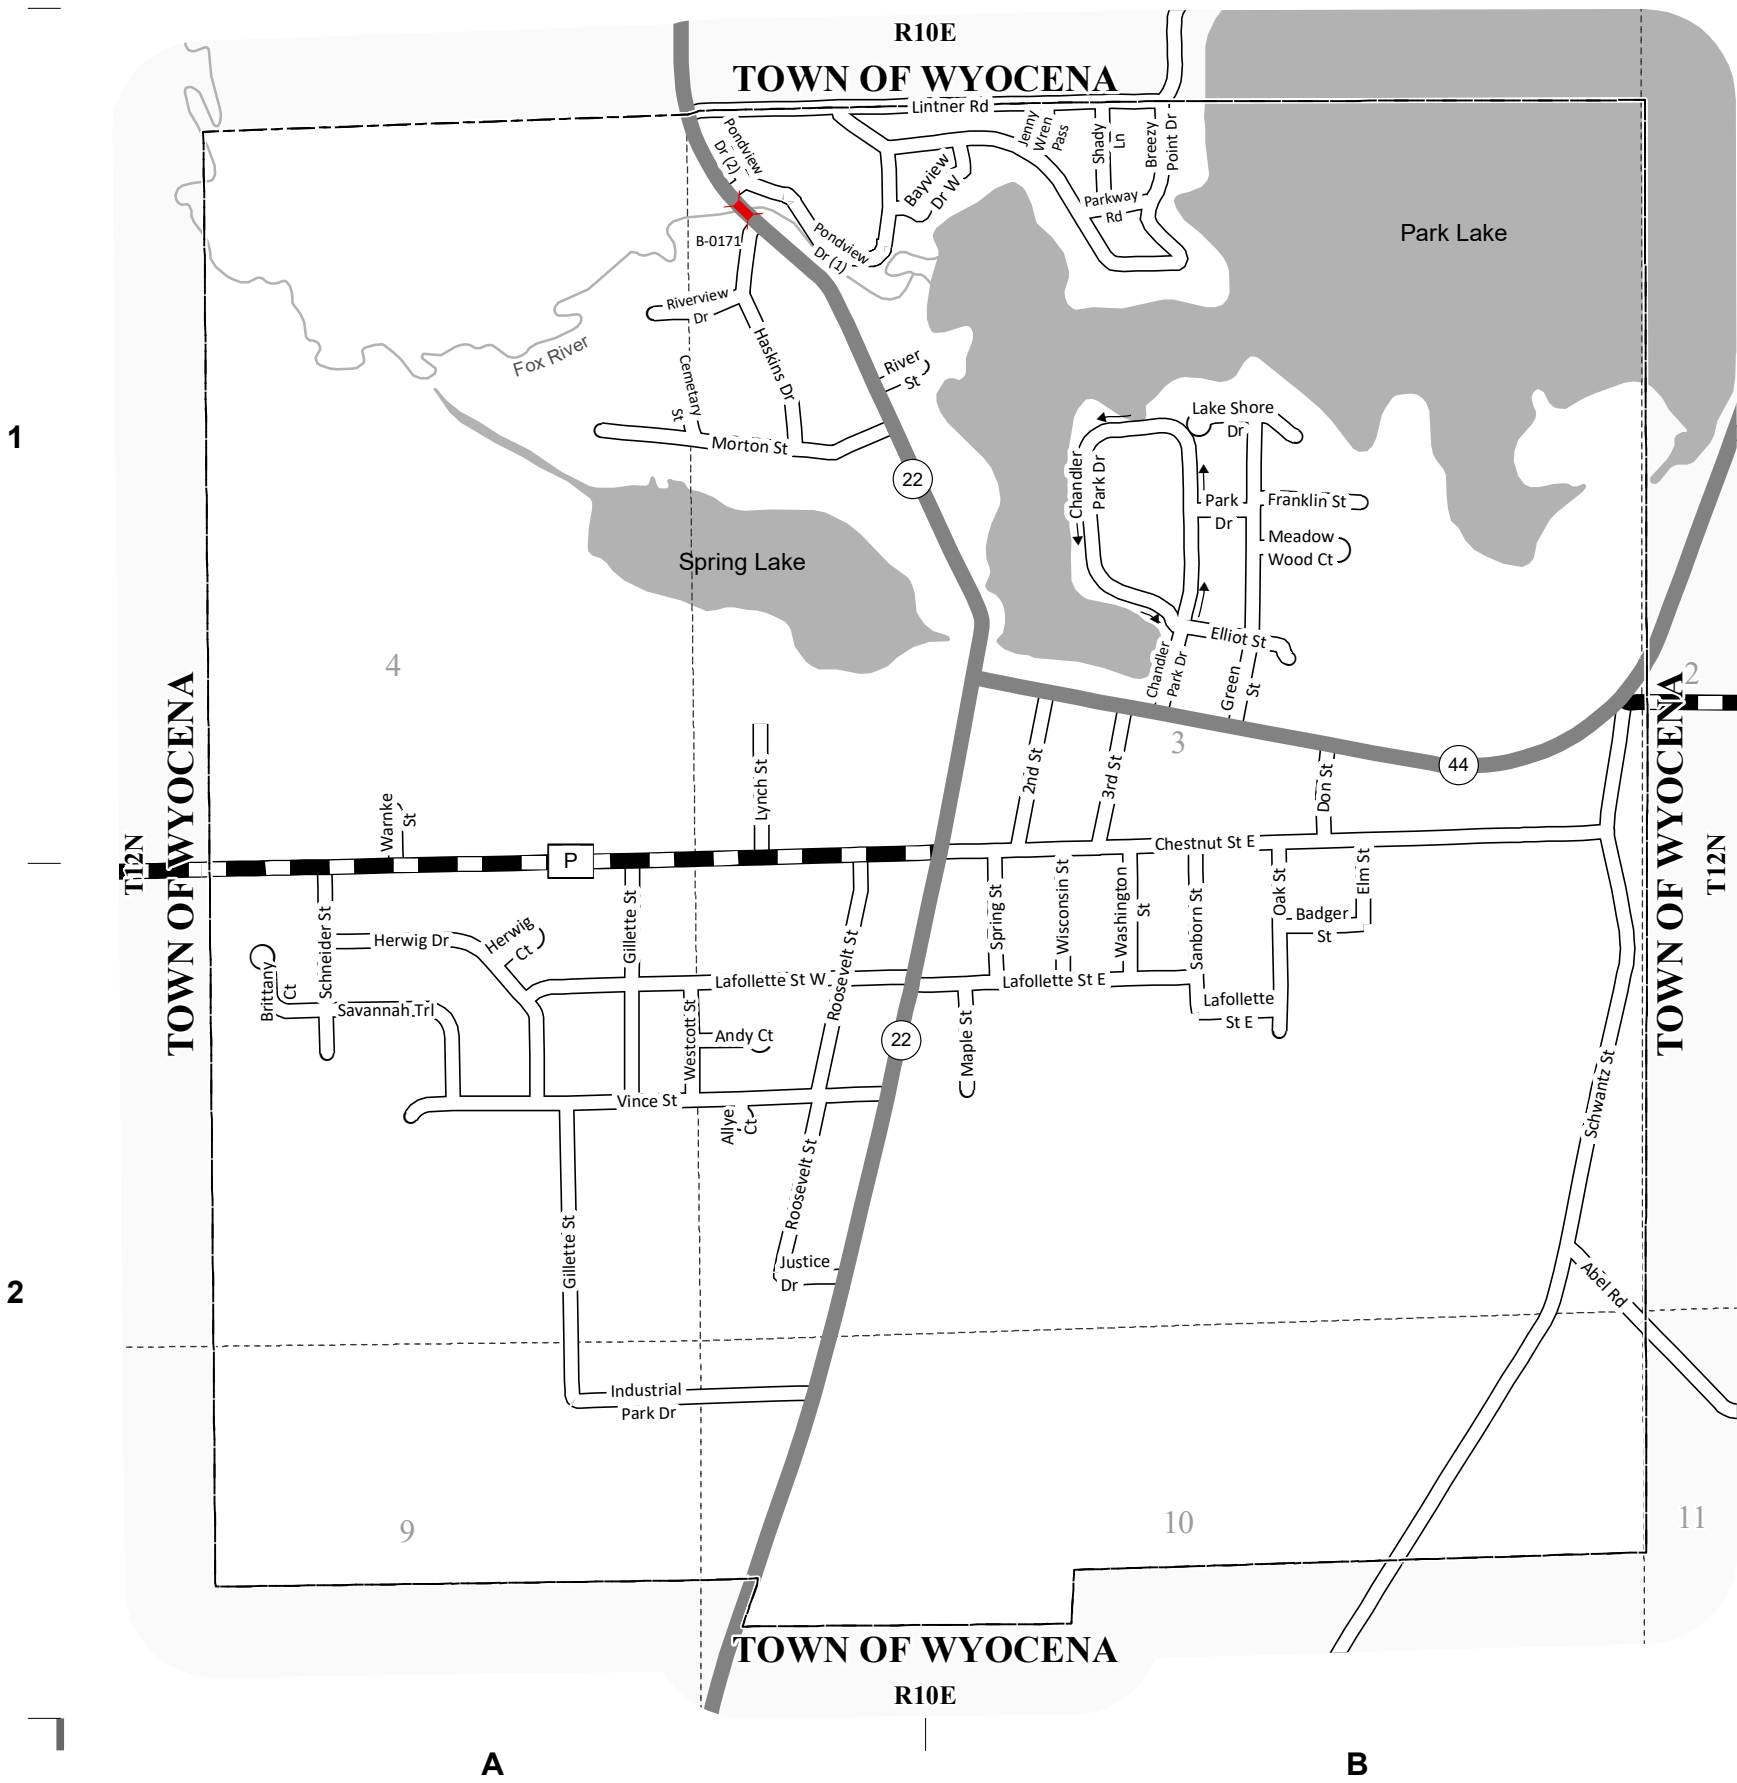 R10E
TOWN OF WYOCENA
Lintner Rd
Pondview
Dr (2)
Jenny
Wren
Pass
Shady
Ln
Breezy
Point Dr
Bayview
Dr W
Parkway
Rd
B-0171
Pondview
Dr (1)
Park Lake
Riverview
Dr
Haskins Dr
Fox River
Cemetary
St
River
St
Morton St
1
22
Lake Shore
Dr
Chandler
Park Dr
Park
Dr
Franklin St
Meadow
Wood Ct
Spring Lake
Elliot St
Chandler
Park Dr
Green
St
4
2
3
TOWN OF WYOCENA
TOWN OF WYOCENA
44
2nd St
3rd St
Don St
Lynch St
Warnke
St
T12N
T12N
P
Chestnut St E
Schneider St
Gillette St
Roosevelt St
Spring St
Wisconsin St
Washington
St
Sanborn St
Oak St
Elm St
Badger
St
Herwig Dr
Herwig
Ct
Brittany
Ct
Savannah Trl
Lafollette St W
Lafollette St E
Lafollette
St E
Westcott St
Andy Ct
22
Maple St
Vince St
Allye
Ct
Schwantz St
Roosevelt St
Gillette St
Justice
Dr
2
Abel Rd
Industrial
Park Dr
9
10
11
TOWN OF WYOCENA
R10E
A
B